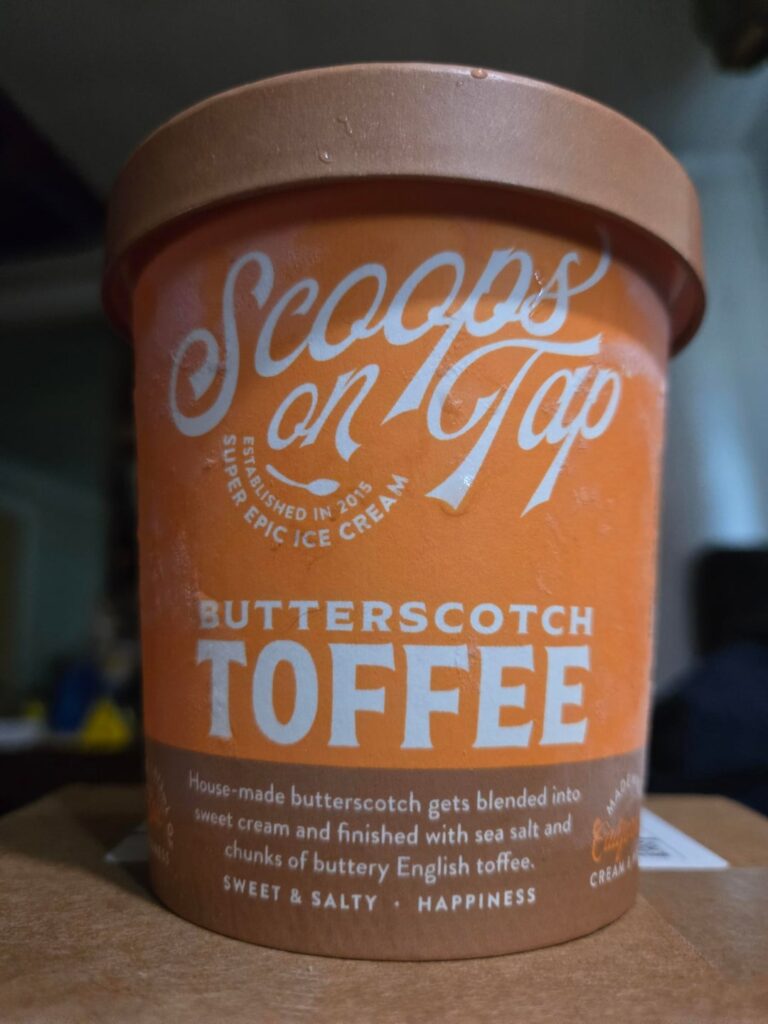 Scoops
on Tap
ESTABLISHED IN 2015
SUPER EPIC ICE CREAM
BUTTERSCOTCH
TOFFEE
House-made butterscotch gets blended into
sweet cream and finished with sea salt and
chunks of buttery English toffee.
SWEET & SALTY • HAPPINESS
MADE
CREAM &